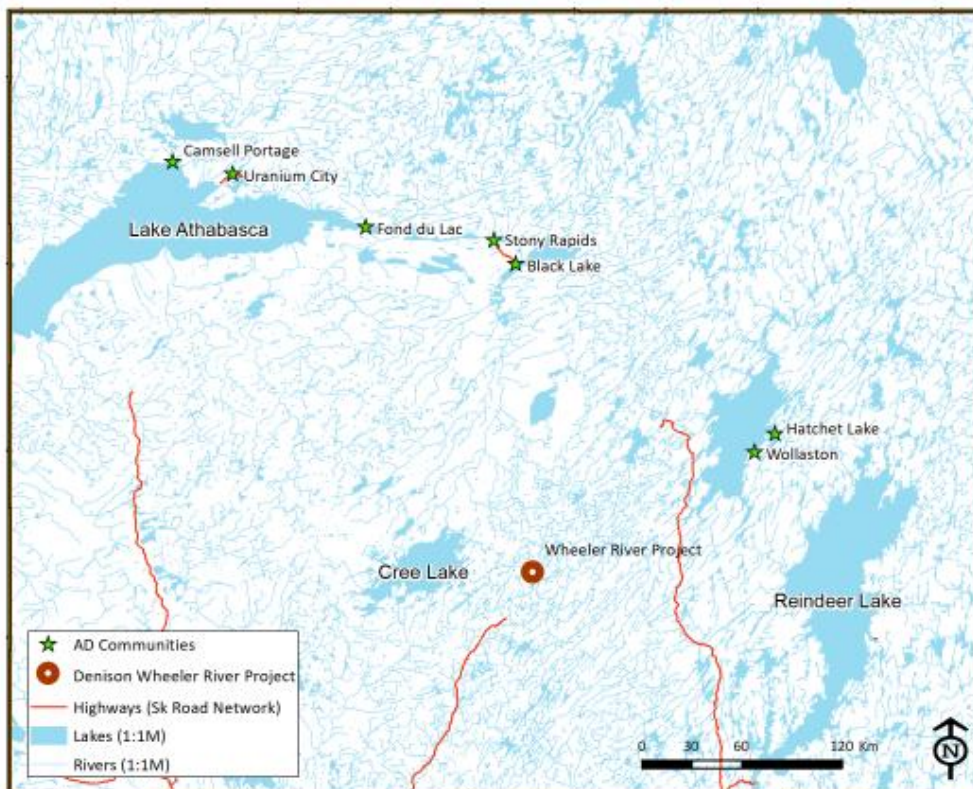 Camsell Portage
Uranium City
Lake Athabasca
Fond du Lac
Stony Rapids
Black Lake
Hatchet Lake
Wollaston
Wheeler River Project
Cree Lake
Reindeer Lake
AD Communities
Denison Wheeler River Project
Highways (Sk Road Network)
Lakes (1:1M)
Rivers (1:1M)
0 30 60 120 Km
N